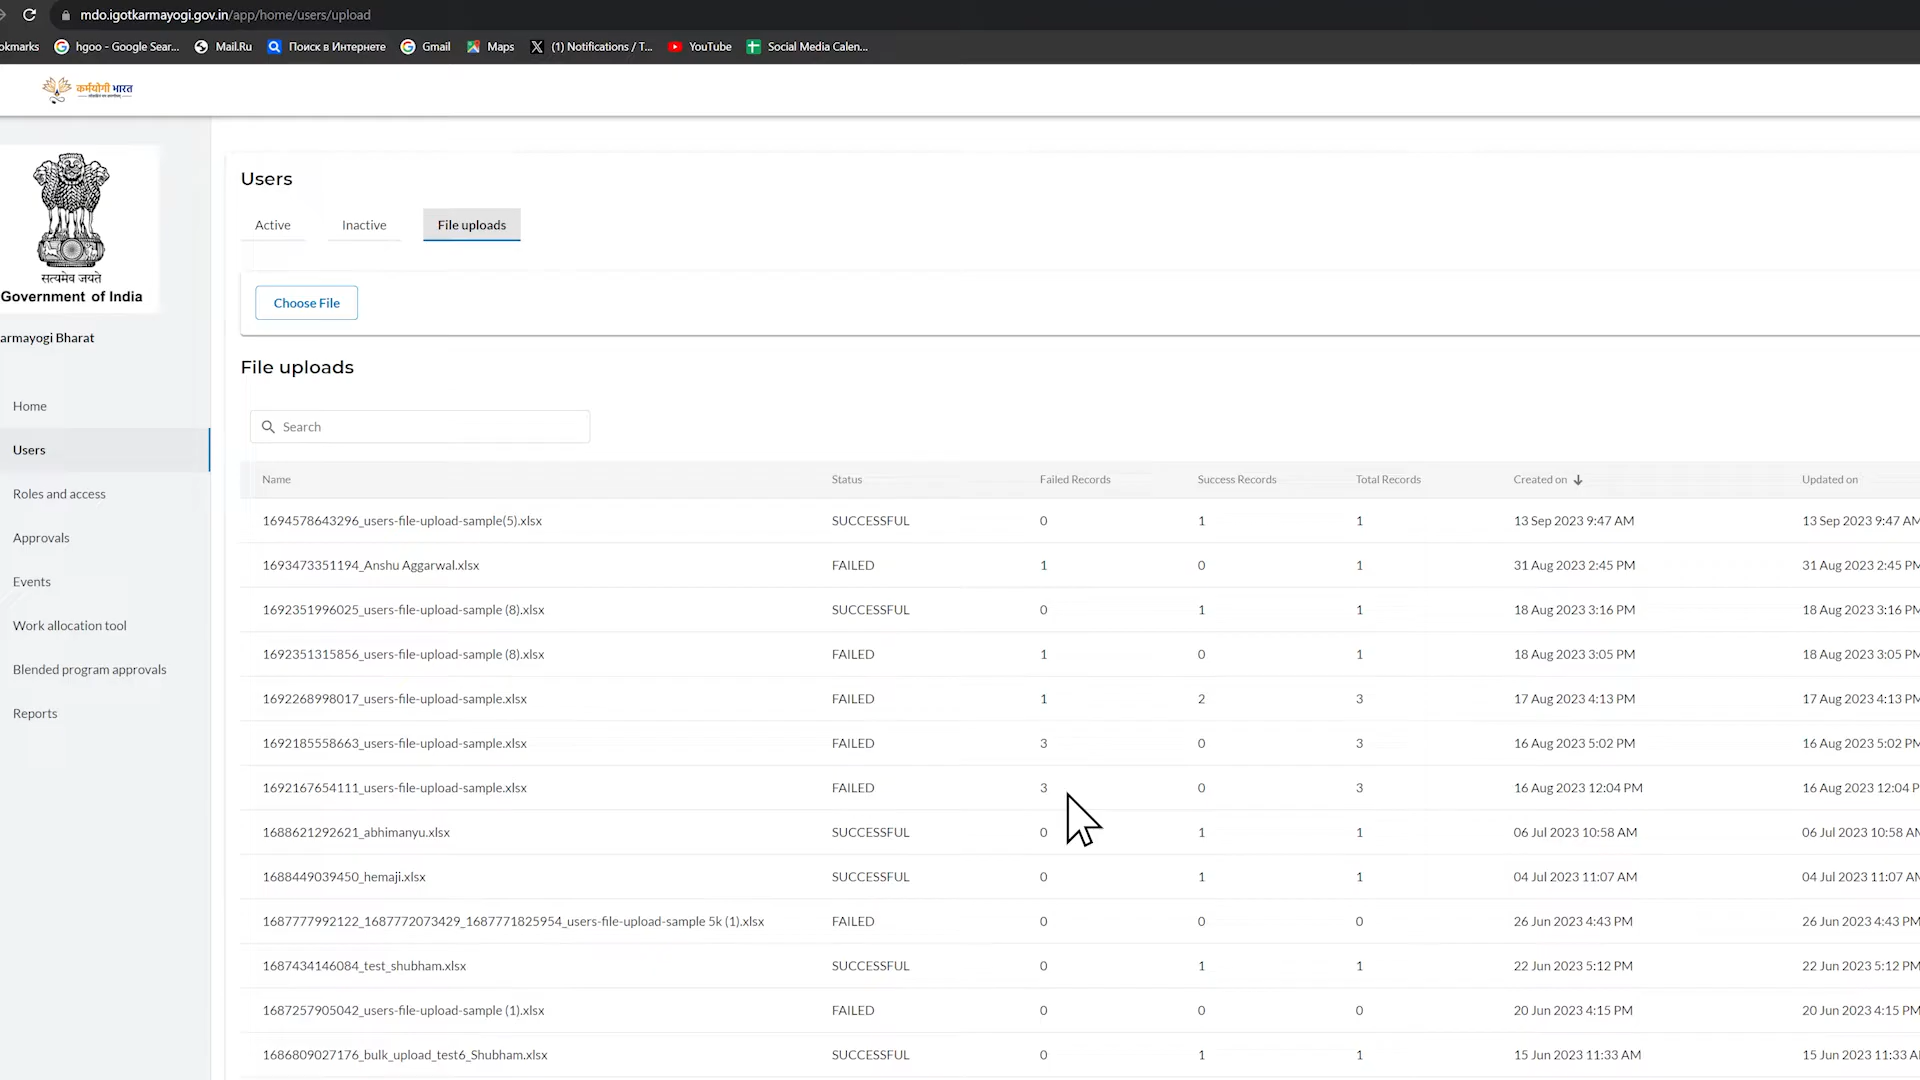 mdo.igotkarmayogi.gov.in/app/home/users/upload
okmarks hgoo - Google Sear... Mail.Ru Поиск в Интернете Gmail Maps (1) Notifications / T... YouTube Social Media Calen...
कर्मयोगी भारत
सत्यमेव जयते
Government of India
armayogi Bharat
Home
Users
Roles and access
Approvals
Events
Work allocation tool
Blended program approvals
Reports
Users
Active Inactive File uploads
Choose File
File uploads
Search
Name Status Failed Records Success Records Total Records Created on Updated on
1694578643296_users-file-upload-sample(5).xlsx SUCCESSFUL 0 1 1 13 Sep 2023 9:47 AM 13 Sep 2023 9:47 AM
1693473351194_Anshu Aggarwal.xlsx FAILED 1 0 1 31 Aug 2023 2:45 PM 31 Aug 2023 2:45 PM
1692351996025_users-file-upload-sample (8).xlsx SUCCESSFUL 0 1 1 18 Aug 2023 3:16 PM 18 Aug 2023 3:16 PM
1692351315856_users-file-upload-sample (8).xlsx FAILED 1 0 1 18 Aug 2023 3:05 PM 18 Aug 2023 3:05 PM
1692268998017_users-file-upload-sample.xlsx FAILED 1 2 3 17 Aug 2023 4:13 PM 17 Aug 2023 4:13 PM
1692185558663_users-file-upload-sample.xlsx FAILED 3 0 3 16 Aug 2023 5:02 PM 16 Aug 2023 5:02 PM
1692167654111_users-file-upload-sample.xlsx FAILED 3 0 3 16 Aug 2023 12:04 PM 16 Aug 2023 12:04 P
1688621292621_abhimanyu.xlsx SUCCESSFUL 0 1 1 06 Jul 2023 10:58 AM 06 Jul 2023 10:58 AM
1688449039450_hemaji.xlsx SUCCESSFUL 0 1 1 04 Jul 2023 11:07 AM 04 Jul 2023 11:07 AM
1687777992122_1687772073429_1687771825954_users-file-upload-sample 5k (1).xlsx FAILED 0 0 0 26 Jun 2023 4:43 PM 26 Jun 2023 4:43 PM
1687434146084_test_shubham.xlsx SUCCESSFUL 0 1 1 22 Jun 2023 5:12 PM 22 Jun 2023 5:12 PM
1687257905042_users-file-upload-sample (1).xlsx FAILED 0 0 0 20 Jun 2023 4:15 PM 20 Jun 2023 4:15 PM
1686809027176_bulk_upload_test6_Shubham.xlsx SUCCESSFUL 0 1 1 15 Jun 2023 11:33 AM 15 Jun 2023 11:33 A